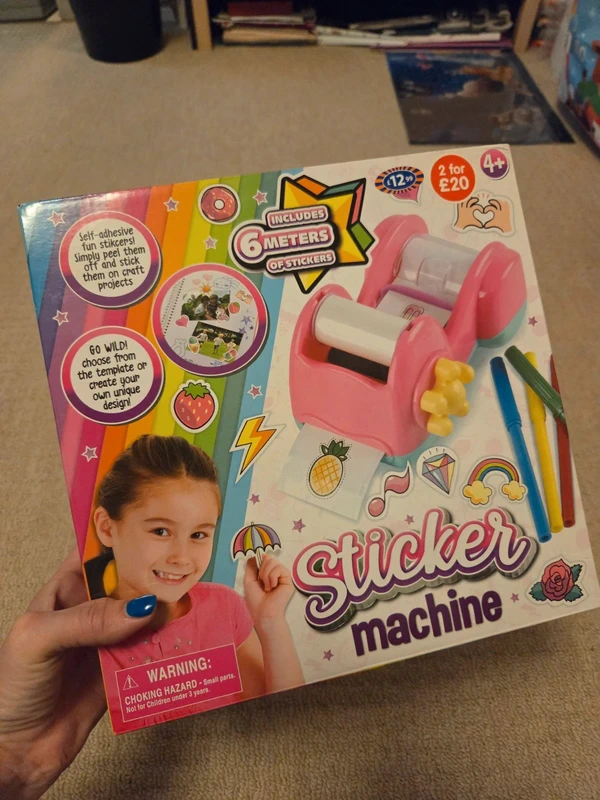 Self-adhesive
fun stikcers!
Simply peel them
off and stick
them on craft
projects
GO WILD!
choose from
the template or
create your
own unique
design!
INCLUDES
6 METERS
OF STICKERS
£12.99
2 for
£20
4+
Sticker
machine
WARNING:
CHOKING HAZARD - Small parts.
Not for Children under 3 years.